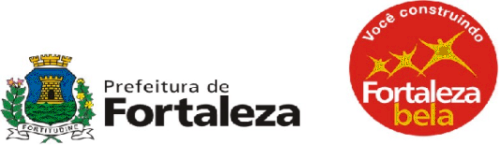 Prefeitura de
Fortaleza
FORTITUDINE
Você construindo
Fortaleza
bela